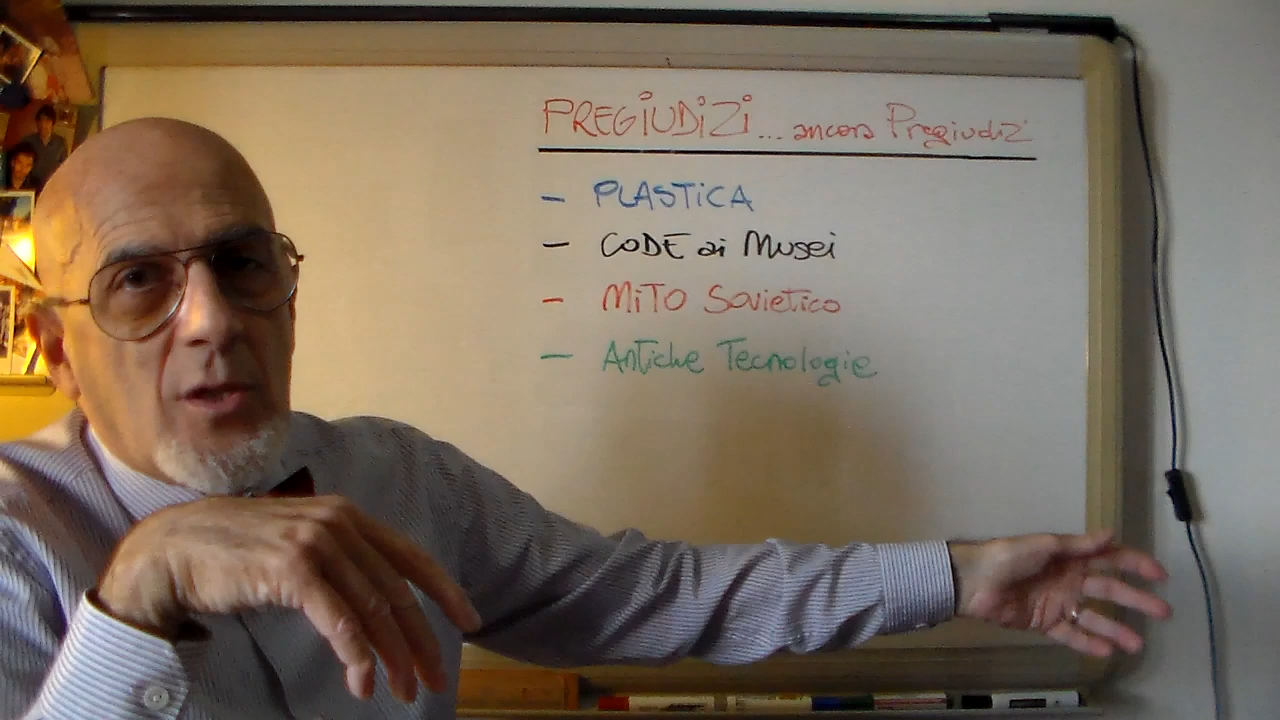 PREGiUDiZi... ancora Pregiudizi
- PLASTiCA
- CODE ai Musei
- MiTO Sovietico
- Antiche Tecnologie